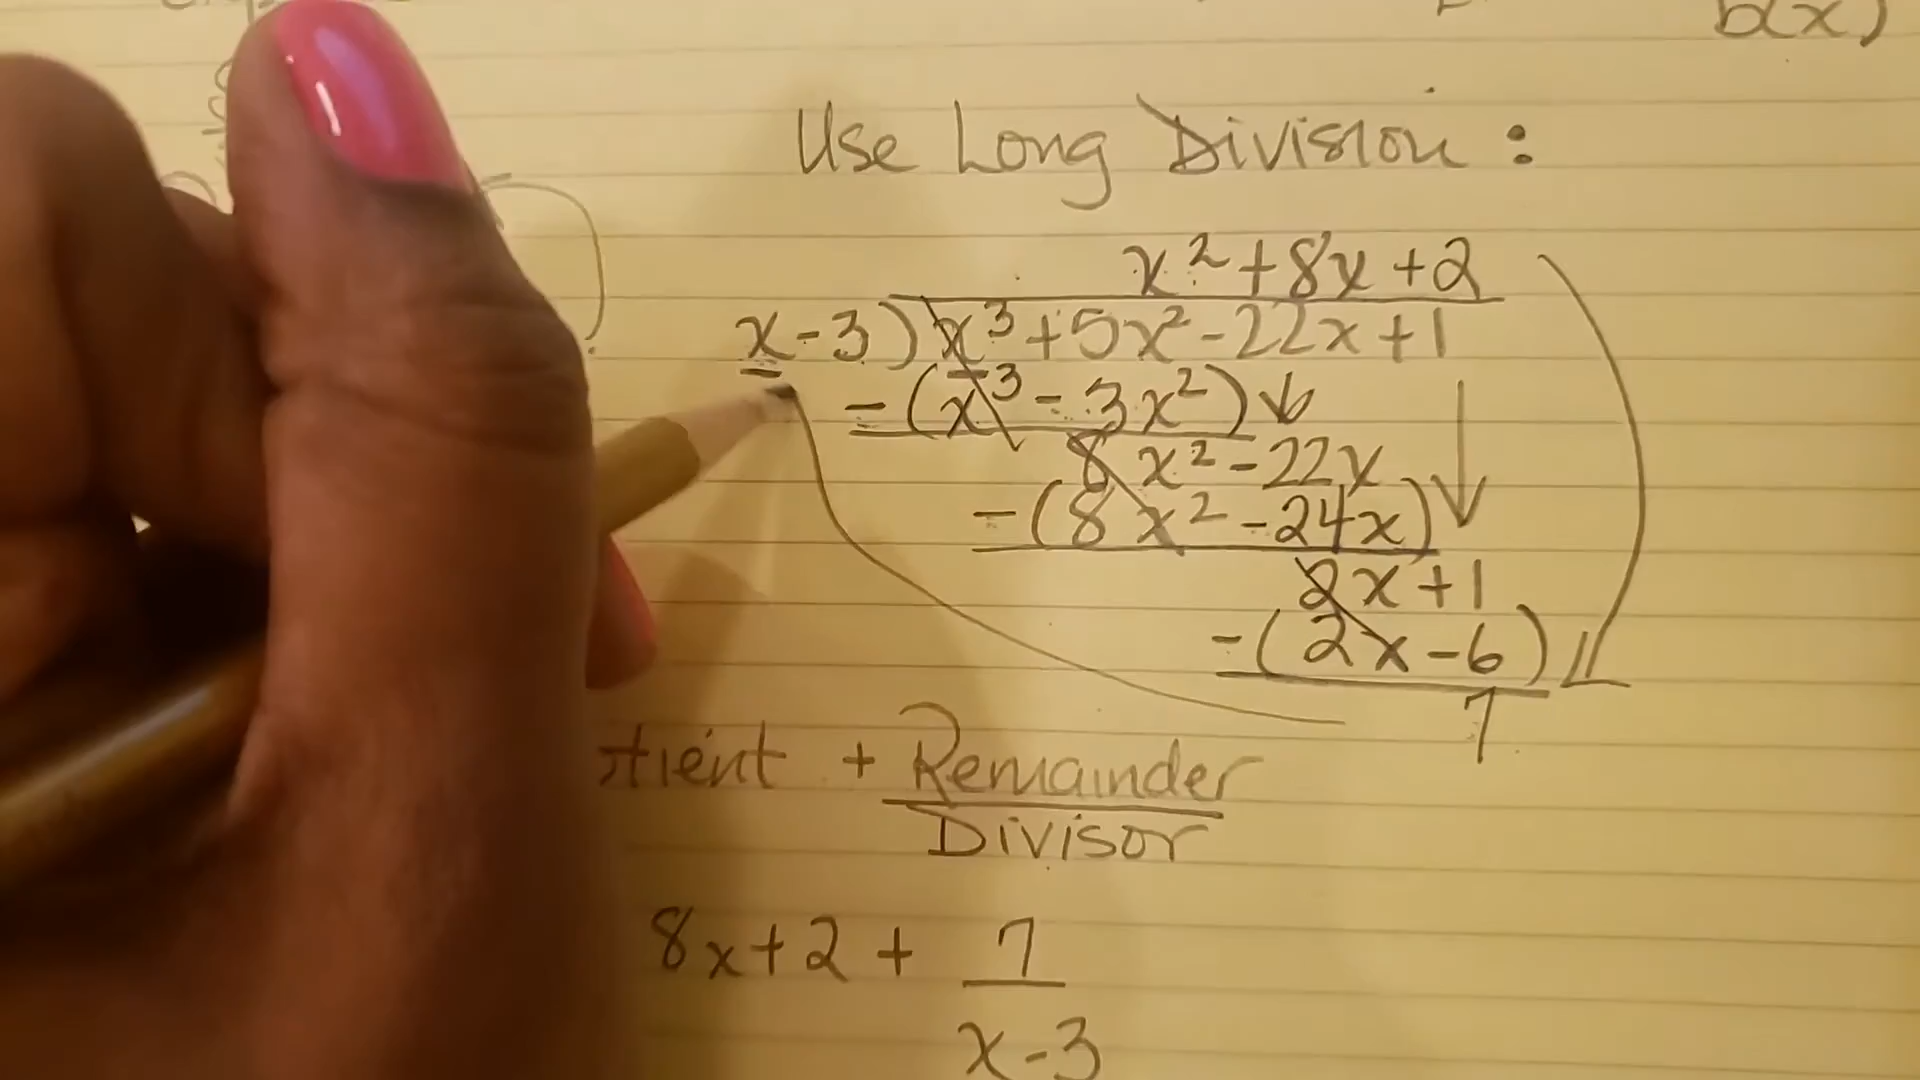 b(x)
Use Long Division:
x² + 8x + 2
x - 3 ) x³ + 5x² - 22x + 1
- (x³ - 3x²)
8x² - 22x
- (8x² - 24x)
2x + 1
- (2x - 6)
7
tient + Remainder
Divisor
8x + 2 + 7
x - 3